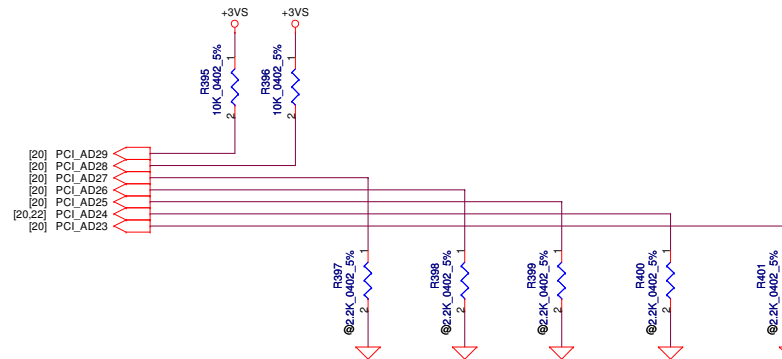 +3VS
+3VS
R395
10K_0402_5%
1
2
R396
10K_0402_5%
1
2
[20] PCI_AD29
[20] PCI_AD28
[20] PCI_AD27
[20] PCI_AD26
[20] PCI_AD25
[20,22] PCI_AD24
[20] PCI_AD23
R397
@2.2K_0402_5%
1
2
R398
@2.2K_0402_5%
1
2
R399
@2.2K_0402_5%
1
2
R400
@2.2K_0402_5%
1
2
R401
@2.2K_0402_5%
1
2